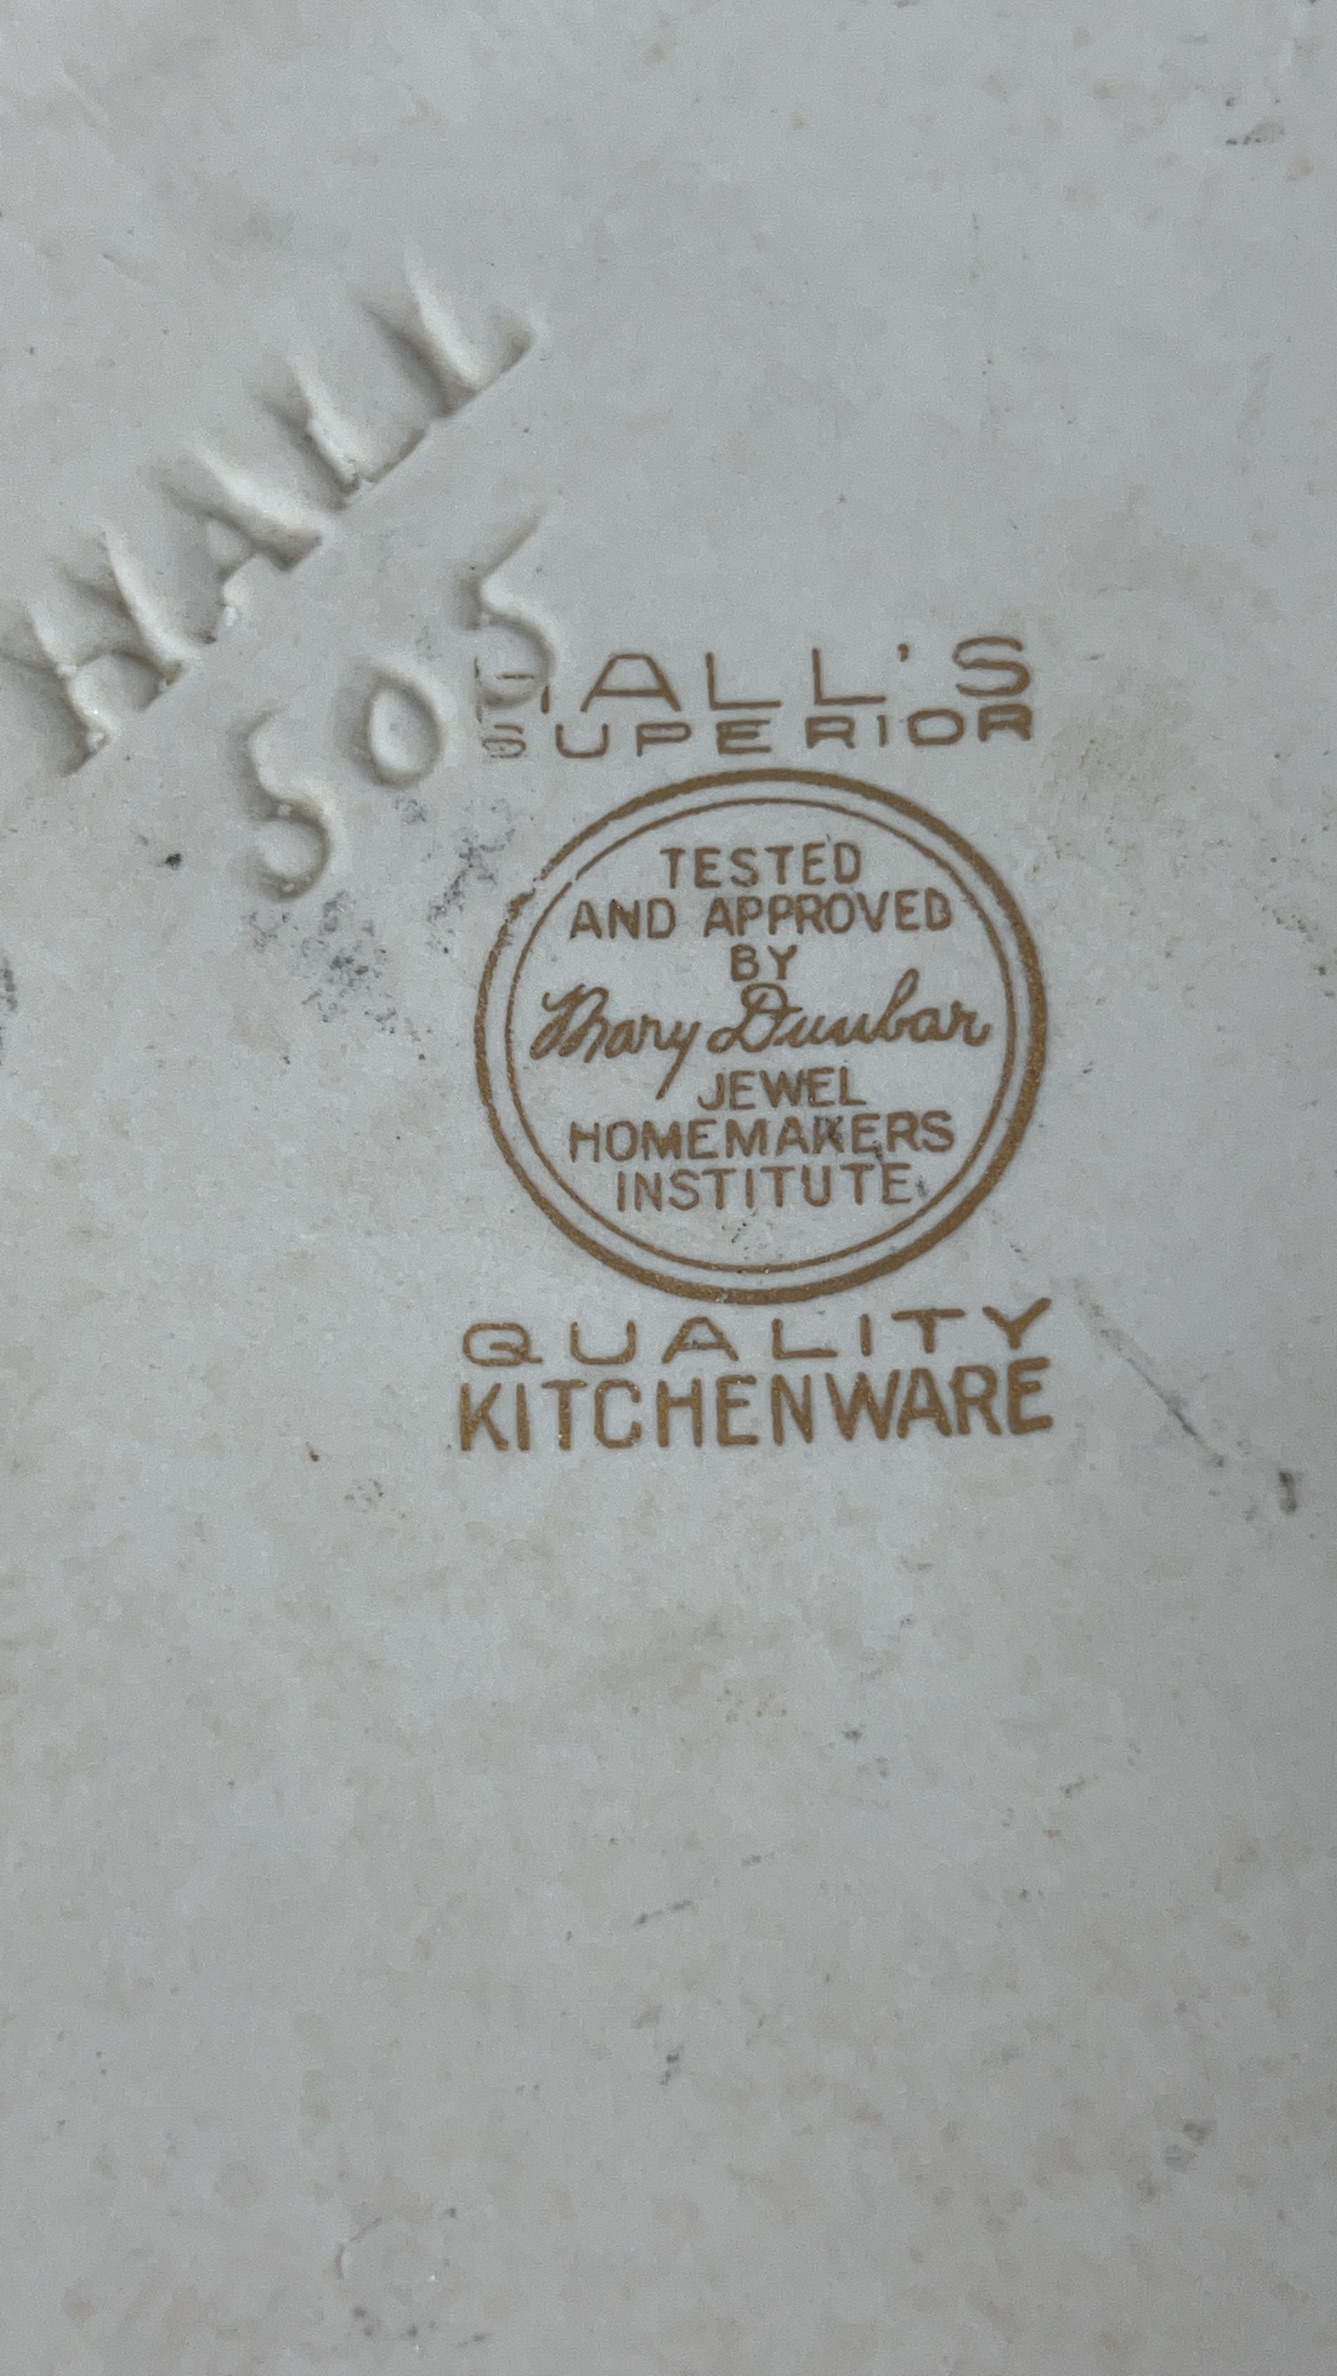 HALL
505
HALL'S
SUPERIOR
TESTED
AND APPROVED
BY
Mary Dunbar
JEWEL
HOMEMAKERS
INSTITUTE
QUALITY
KITCHENWARE